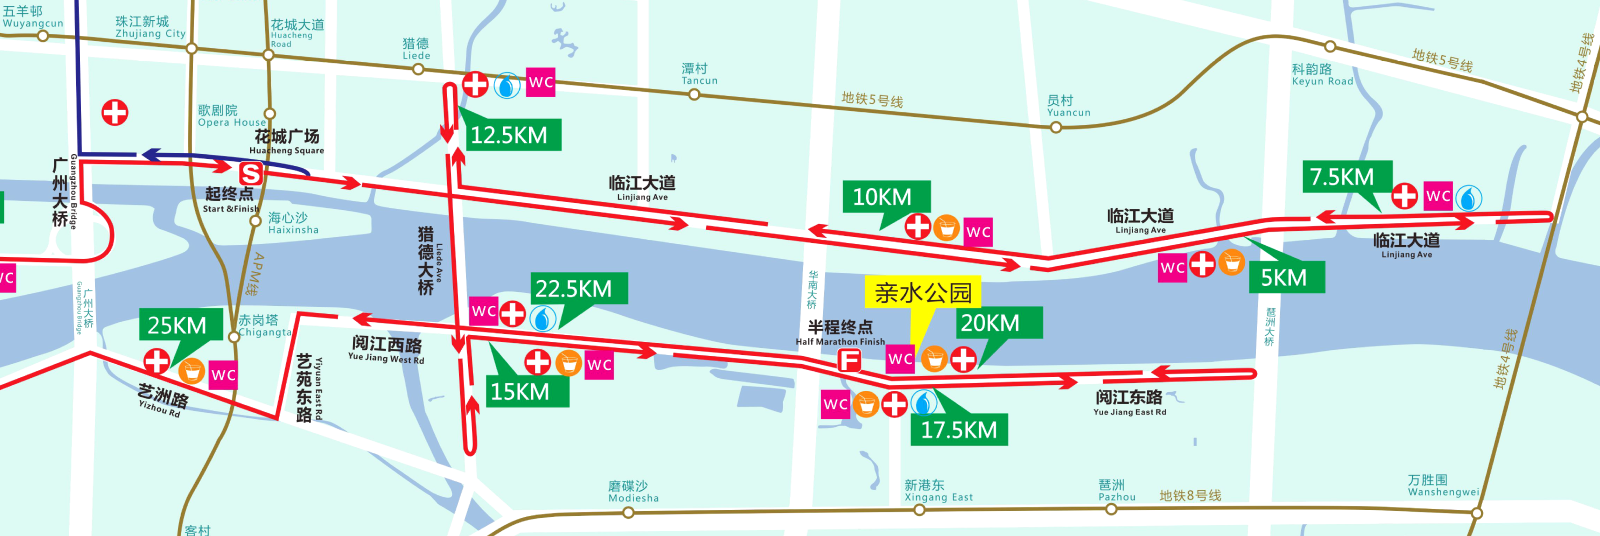 五羊邨
Wuyangcun
珠江新城
Zhujiang City
花城大道
Huacheng
Road
猎德
Liede
WC
潭村
Tancun
地铁5号线
员村
Yuancun
科韵路
Keyun Road
地铁5号线
地铁4号线
歌剧院
Opera House
花城广场
Huacheng Square
12.5KM
广州大桥
Guangzhou Bridge
S
起终点
Start &Finish
海心沙
Haixinsha
临江大道
Linjiang Ave
10KM
WC
临江大道
Linjiang Ave
7.5KM
WC
临江大道
Linjiang Ave
猎德大桥
Liede Ave
APM线
WC
5KM
WC
广州大桥
Guangzhou Bridge
华南大桥
亲水公园
22.5KM
WC
25KM
赤岗塔
Chigangta
阅江西路
Yue Jiang West Rd
半程终点
Half Marathon Finish
F
20KM
WC
琶洲大桥
地铁4号线
WC
艺洲路
Yizhou Rd
艺苑东路
Yiyuan East Rd
15KM
WC
WC
17.5KM
阅江东路
Yue Jiang East Rd
磨碟沙
Modiesha
新港东
Xingang East
琶洲
Pazhou
地铁8号线
万胜围
Wanshengwei
客村